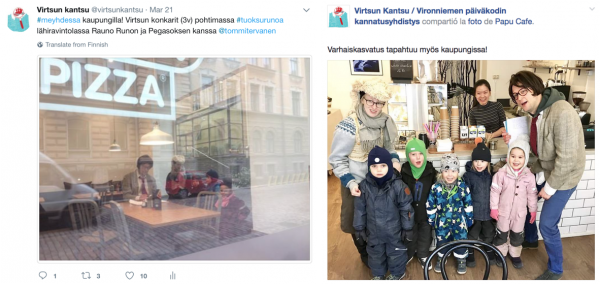 Virtsun kantsu @virtsunkantsu · Mar 21
#meyhdessa kaupungilla! Virtsun konkarit (3v) pohtimassa #tuoksurunoa
lähiravintolassa Rauno Runon ja Pegasoksen kanssa @tommitervanen
Translate from Finnish
PIZZA
1 3 10
Virtsun Kantsu / Vironniemen päiväkodin
kannatusyhdistys compartió la foto de Papu Cafe.
Varhaiskasvatus tapahtuu myös kaupungissa!